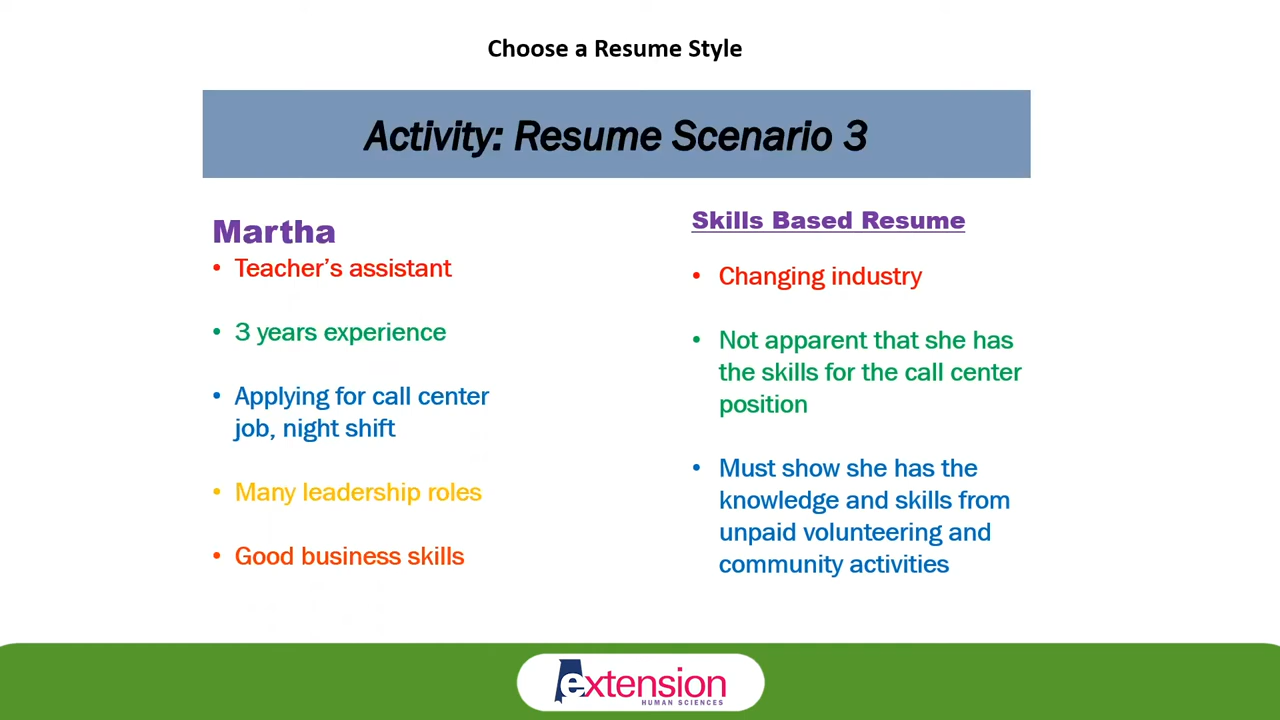 Choose a Resume Style
Activity: Resume Scenario 3
Martha
• Teacher’s assistant
• 3 years experience
• Applying for call center
job, night shift
• Many leadership roles
• Good business skills
Skills Based Resume
• Changing industry
• Not apparent that she has
the skills for the call center
position
• Must show she has the
knowledge and skills from
unpaid volunteering and
community activities
extension
HUMAN SCIENCES